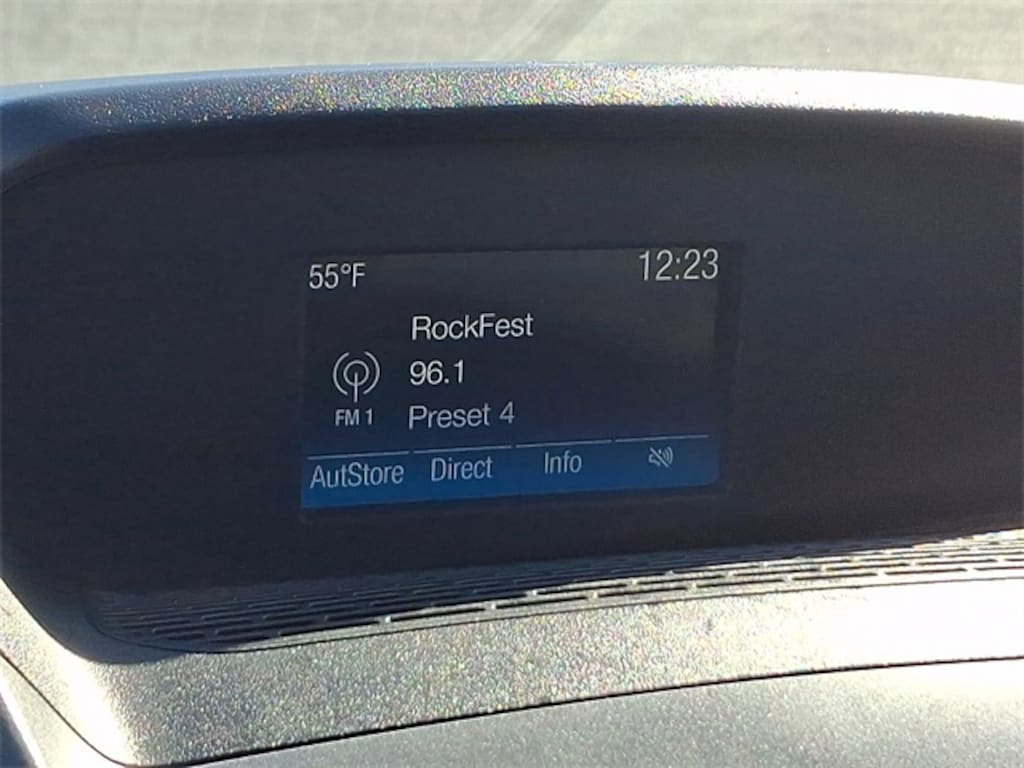 55°F 12:23
RockFest
96.1
FM 1 Preset 4
AutStore Direct Info